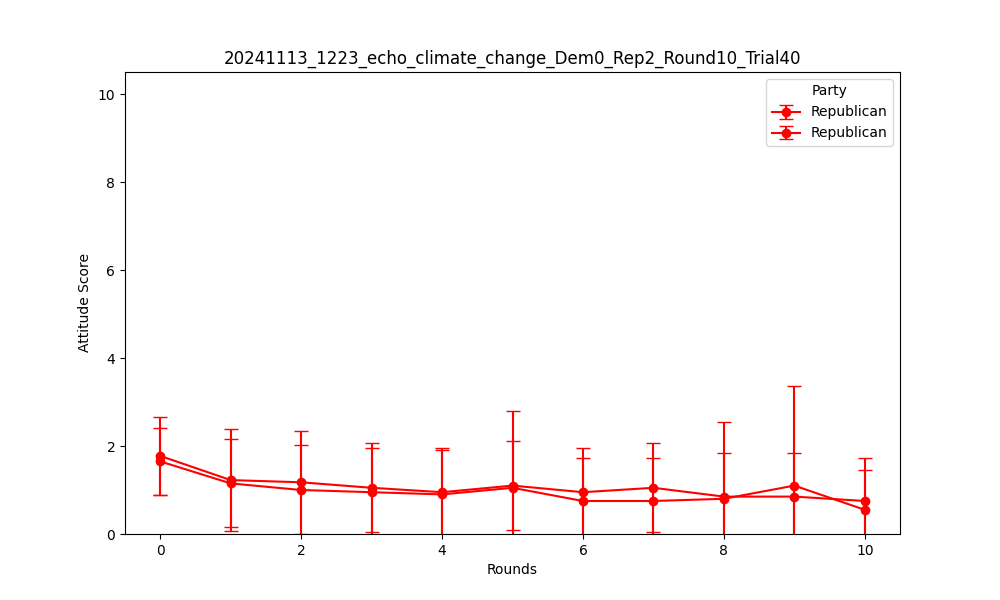 20241113_1223_echo_climate_change_Dem0_Rep2_Round10_Trial40
Party
Republican
Republican
Attitude Score
10
8
6
4
2
0
0 2 4 6 8 10
Rounds